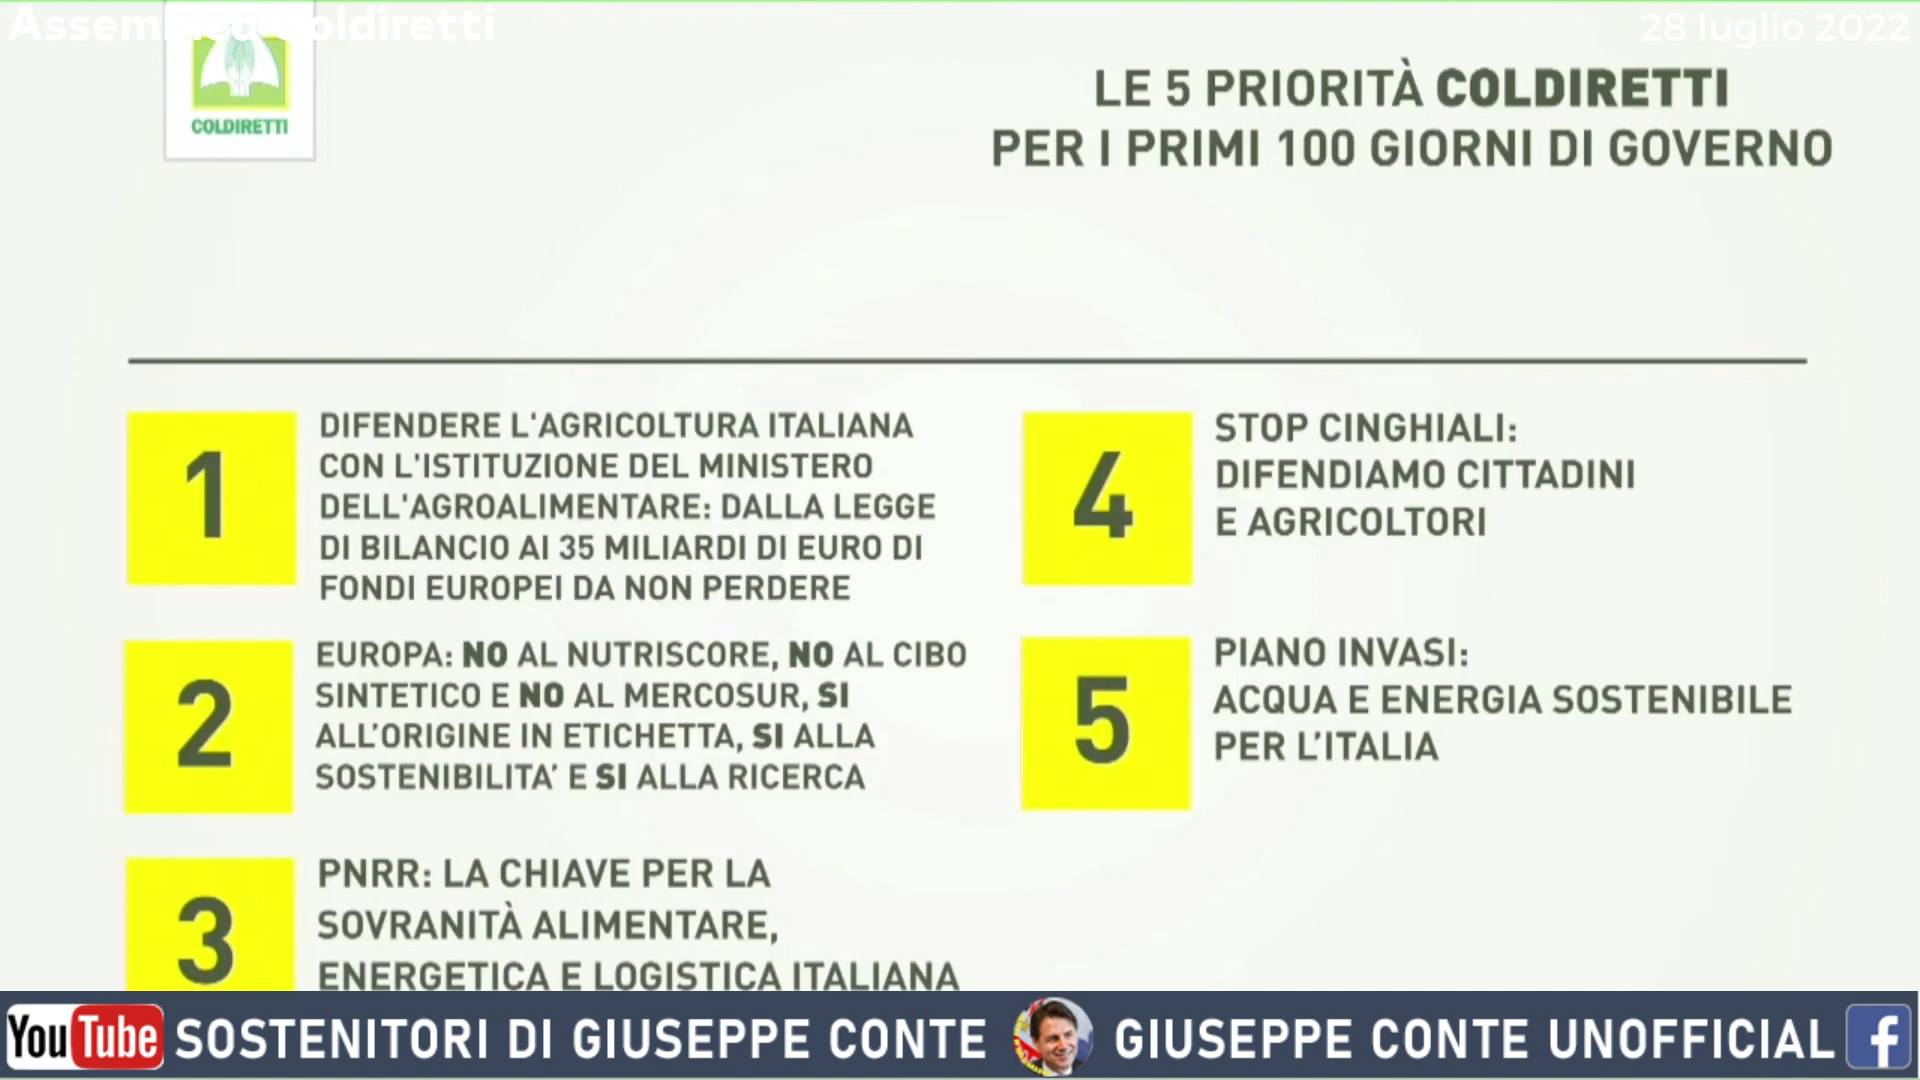 Assemblea Coldiretti
28 luglio 2022
COLDIRETTI
LE 5 PRIORITÀ COLDIRETTI
PER I PRIMI 100 GIORNI DI GOVERNO
1
DIFENDERE L'AGRICOLTURA ITALIANA
CON L'ISTITUZIONE DEL MINISTERO
DELL'AGROALIMENTARE: DALLA LEGGE
DI BILANCIO AI 35 MILIARDI DI EURO DI
FONDI EUROPEI DA NON PERDERE
2
EUROPA: NO AL NUTRISCORE, NO AL CIBO
SINTETICO E NO AL MERCOSUR, SI
ALL’ORIGINE IN ETICHETTA, SI ALLA
SOSTENIBILITA’ E SI ALLA RICERCA
3
PNRR: LA CHIAVE PER LA
SOVRANITÀ ALIMENTARE,
ENERGETICA E LOGISTICA ITALIANA
4
STOP CINGHIALI:
DIFENDIAMO CITTADINI
E AGRICOLTORI
5
PIANO INVASI:
ACQUA E ENERGIA SOSTENIBILE
PER L’ITALIA
YouTube SOSTENITORI DI GIUSEPPE CONTE GIUSEPPE CONTE UNOFFICIAL f